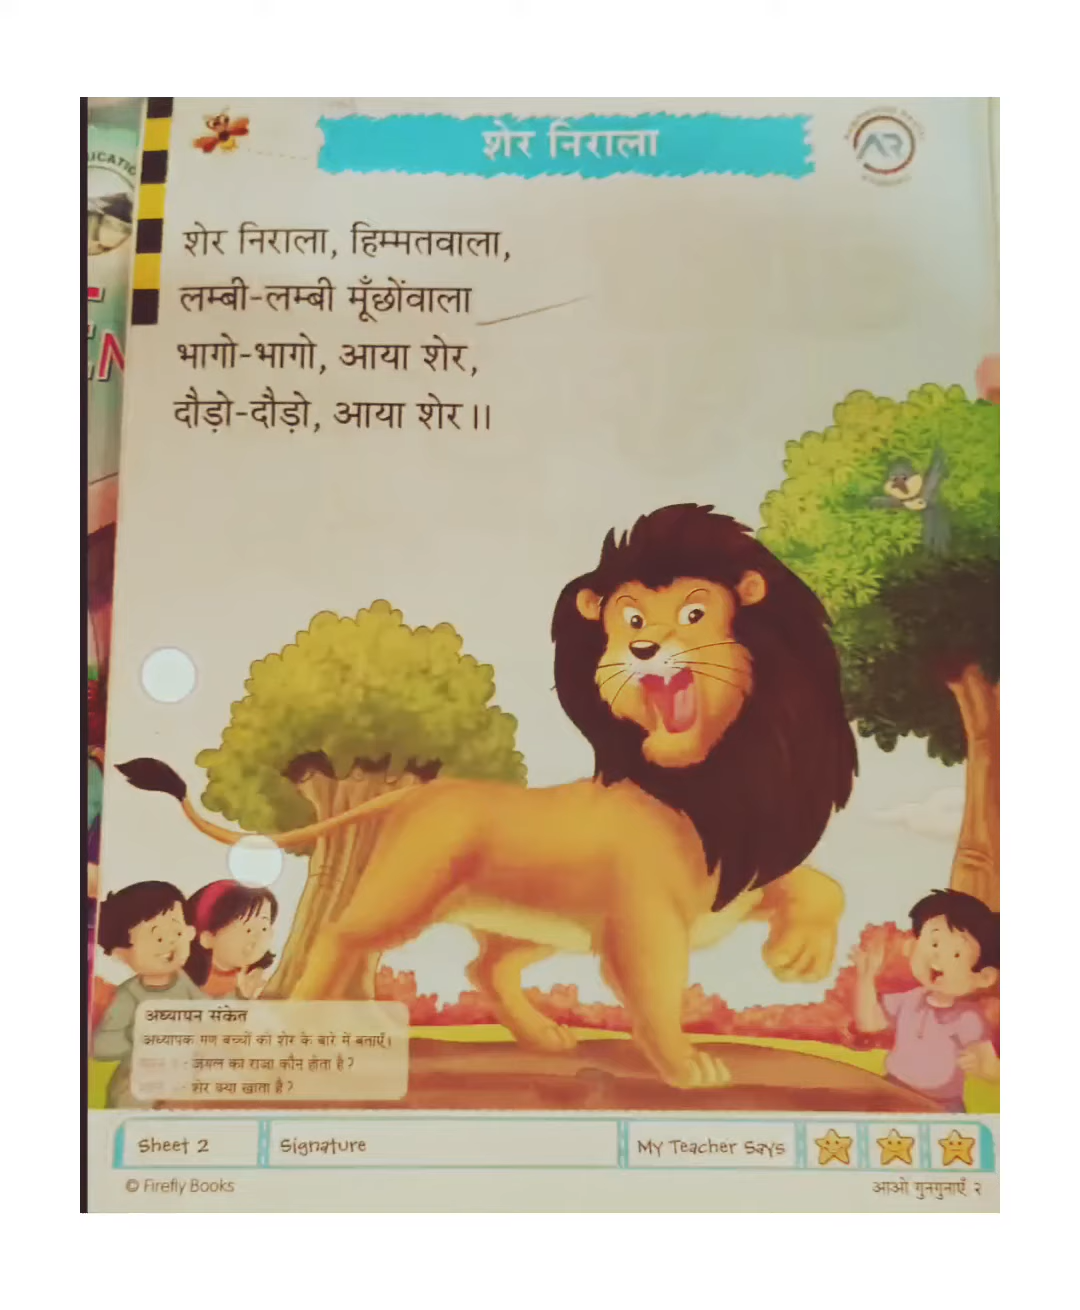 शेर निराला
AR
शेर निराला, हिम्मतवाला,
लम्बी-लम्बी मूँछोंवाला
भागो-भागो, आया शेर,
दौड़ो-दौड़ो, आया शेर।।
अध्यापन संकेत
अध्यापक गण बच्चों को शेर के बारे में बताएँ।
: जंगल का राजा कौन होता है?
: शेर क्या खाता है?
Sheet 2
Signature
My Teacher Says
© Firefly Books
आओ गुनगुनाएँ २